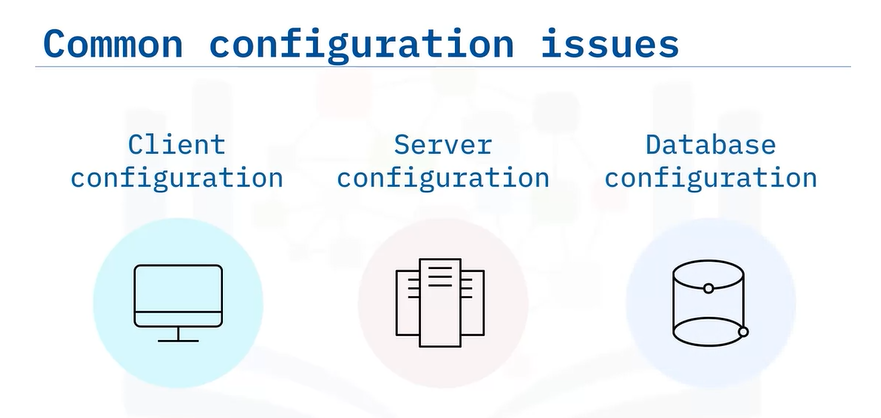 Common configuration issues
Client
configuration
Server
configuration
Database
configuration